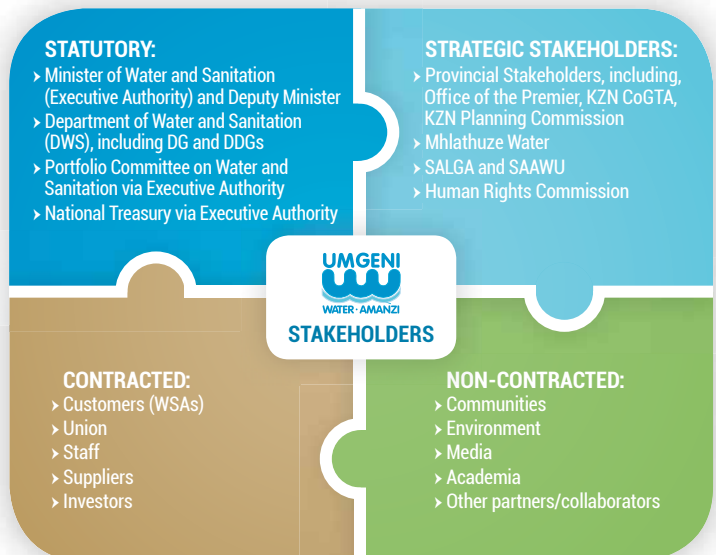 STATUTORY:
› Minister of Water and Sanitation
(Executive Authority) and Deputy Minister
› Department of Water and Sanitation
(DWS), including DG and DDGs
› Portfolio Committee on Water and
Sanitation via Executive Authority
› National Treasury via Executive Authority
STRATEGIC STAKEHOLDERS:
› Provincial Stakeholders, including,
Office of the Premier, KZN CoGTA,
KZN Planning Commission
› Mhlathuze Water
› SALGA and SAAWU
› Human Rights Commission
UMGENI
WATER·AMANZI
STAKEHOLDERS
CONTRACTED:
› Customers (WSAs)
› Union
› Staff
› Suppliers
› Investors
NON-CONTRACTED:
› Communities
› Environment
› Media
› Academia
› Other partners/collaborators